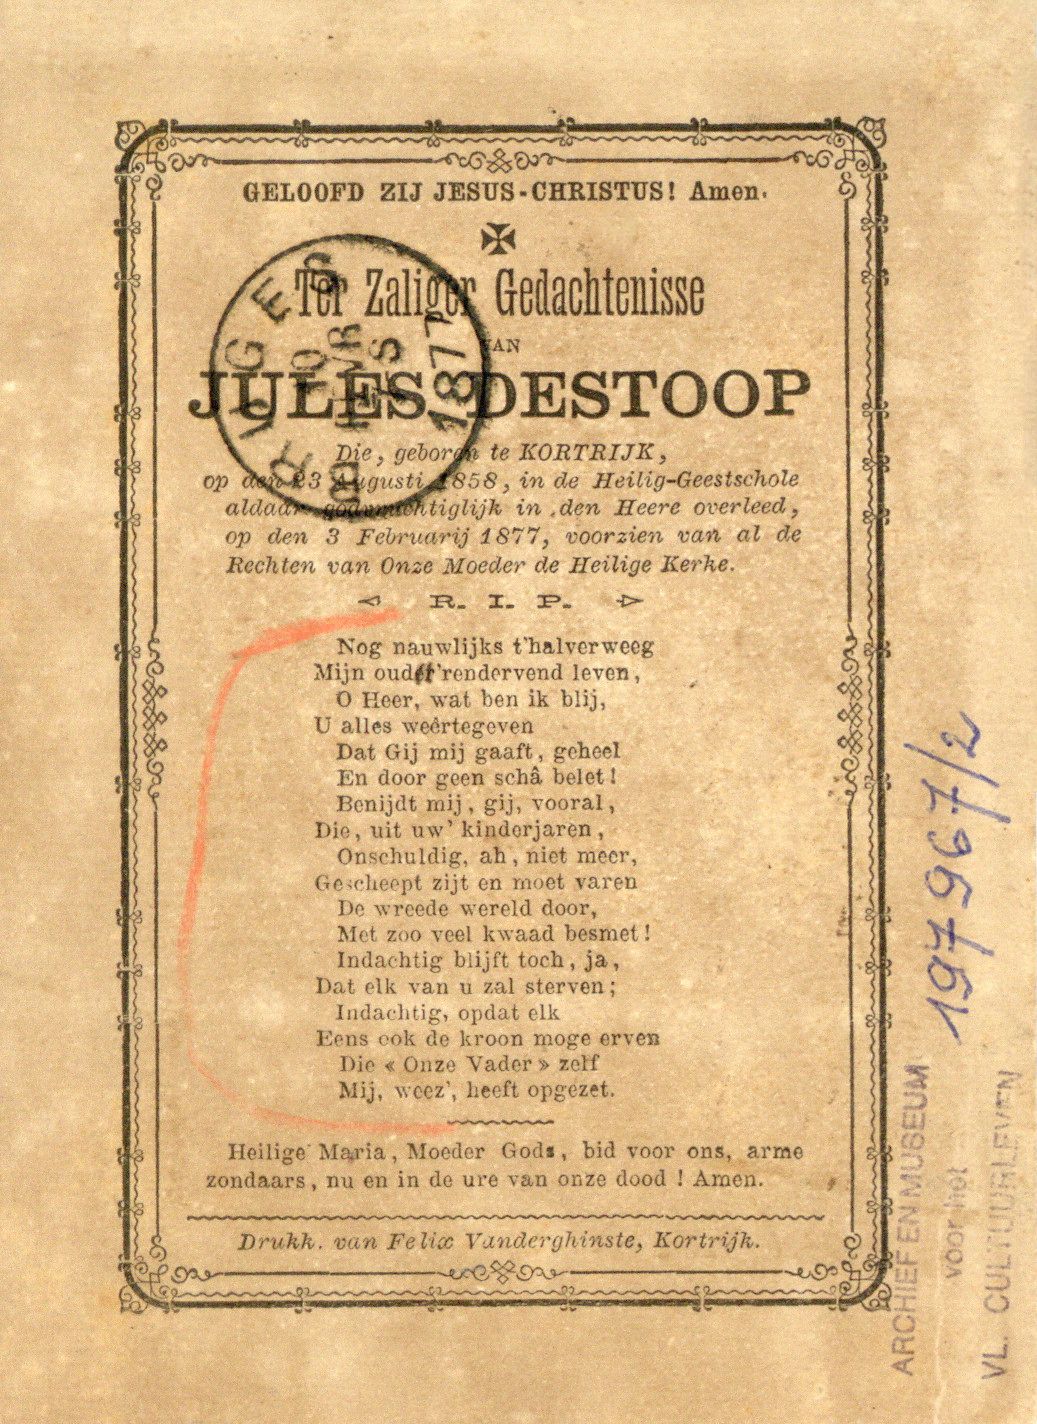 GELOOFD ZIJ JESUS-CHRISTUS! Amen.
Ter Zaliger Gedachtenisse
VAN
JULES DESTOOP
Die, geboren te KORTRIJK,
op den 23 Augusti 1858, in de Heilig-Geestschole
aldaar godvruchtiglijk in den Heere overleed,
op den 3 Februarij 1877, voorzien van al de
Rechten van Onze Moeder de Heilige Kerke.
R. I. P.
Nog nauwlijks t'halverweeg
Mijn oudt't'rendervend leven,
O Heer, wat ben ik blij,
U alles weêrtegeven
Dat Gij mij gaaft, geheel
En door geen schâ belet!
Benijdt mij, gij, vooral,
Die, uit uw' kinderjaren,
Onschuldig, ah, niet meer,
Gescheept zijt en moet varen
De wreede wereld door,
Met zoo veel kwaad besmet!
Indachtig blijft toch, ja,
Dat elk van u zal sterven;
Indachtig, opdat elk
Eens ook de kroon moge erven
Die « Onze Vader » zelf
Mij, weez', heeft opgezet.
Heilige Maria, Moeder Gods, bid voor ons, arme
zondaars, nu en in de ure van onze dood! Amen.
Drukk. van Felix Vanderghinste, Kortrijk.
BRUGES
1877
197967/2
ARCHIEF EN MUSEUM
voor het
VL. CULTUURLEVEN